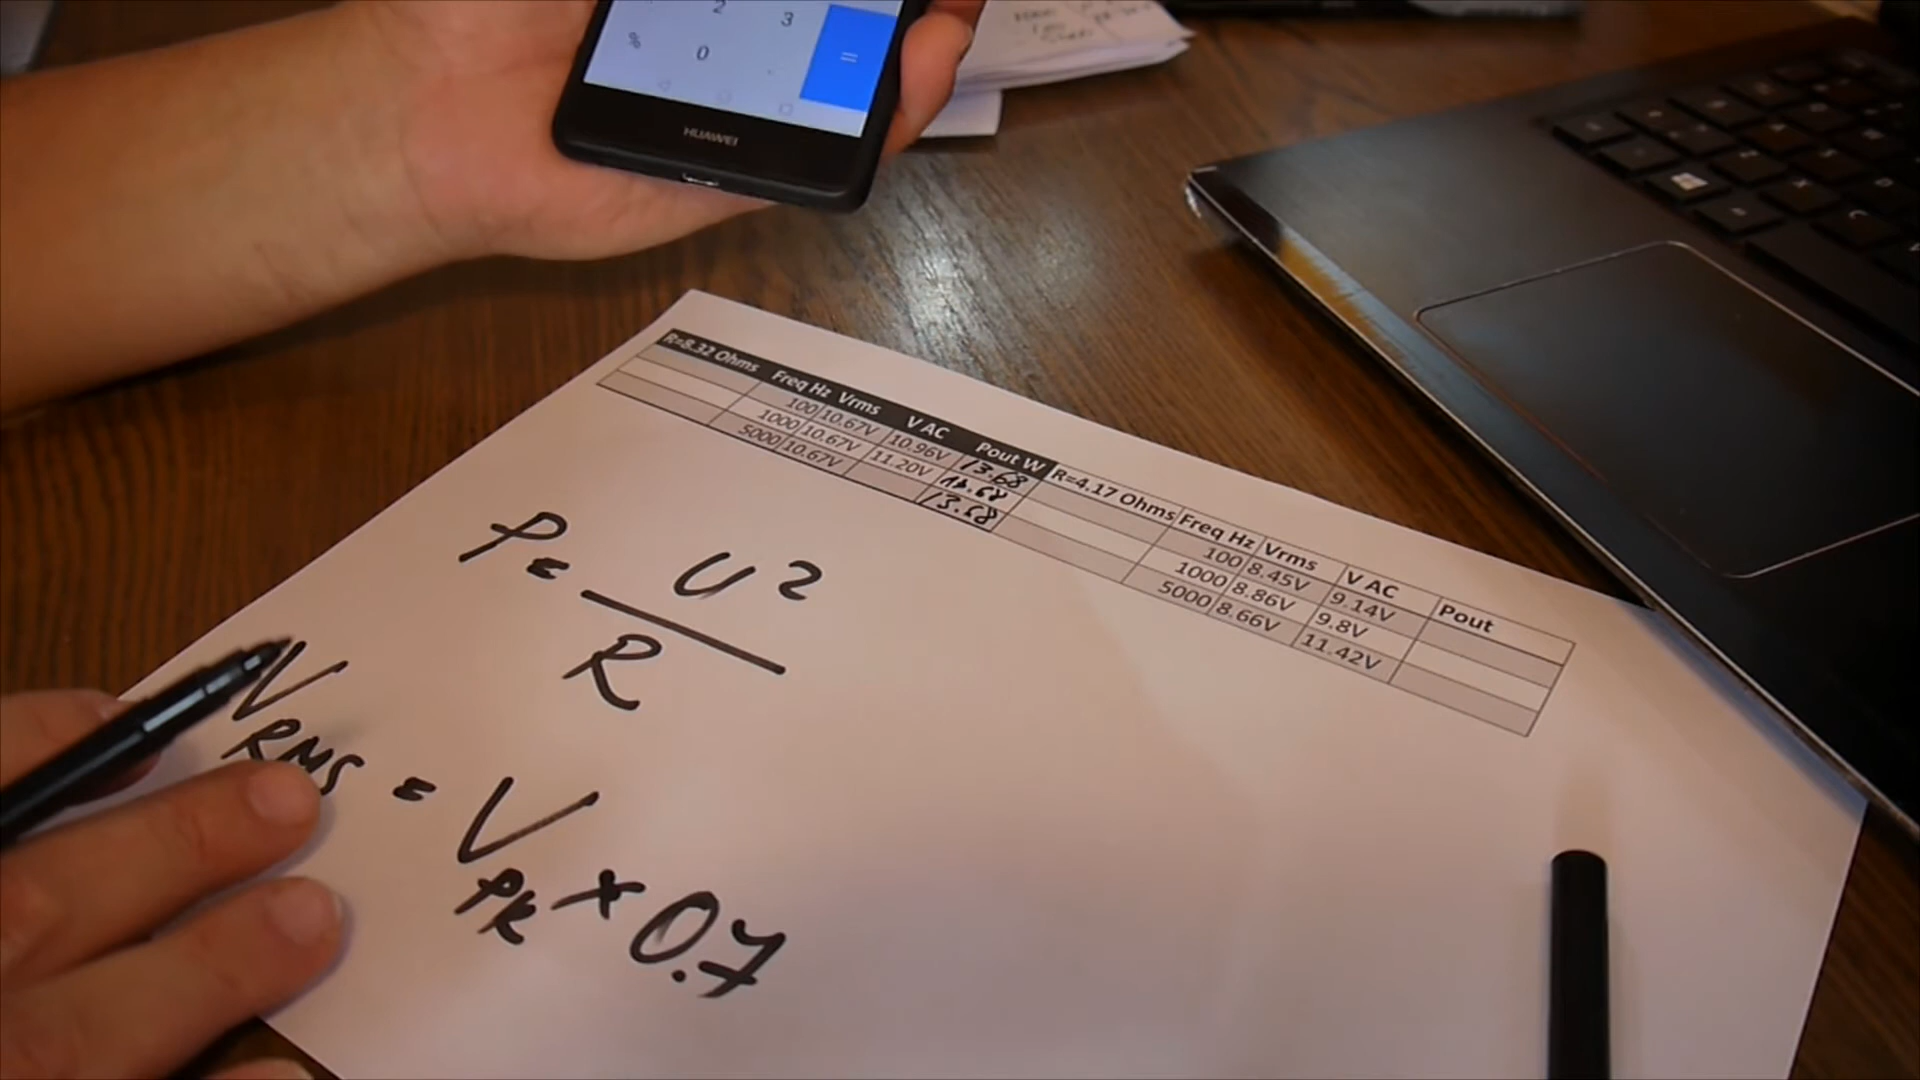 2 3
% 0 =
HUAWEI
R=8.32 Ohms Freq Hz Vrms V AC Pout W
100 10.67V 10.96V 13.68
1000 10.67V 11.20V 13.68
5000 10.67V 13.68
R=4.17 Ohms Freq Hz Vrms V AC Pout
100 8.45V 9.14V
1000 8.86V 9.8V
5000 8.66V 11.42V
P = U2
R
VRMS = VPK × 0.7